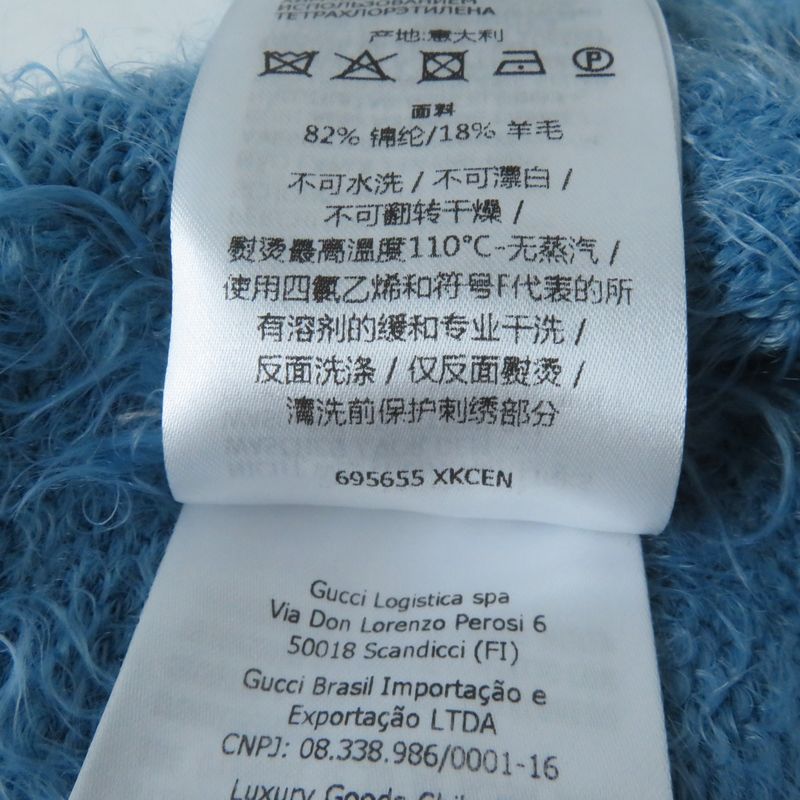 ИСПОЛЬЗОВАНИЕМ
ТЕТРАХЛОРЭТИЛЕНА
产地:意大利
P
面料
82% 锦纶/18% 羊毛
不可水洗 / 不可漂白 /
不可翻转干燥 /
熨烫最高温度110°C-无蒸汽 /
使用四氯乙烯和符号F代表的所
有溶剂的缓和专业干洗 /
反面洗涤 / 仅反面熨烫 /
清洗前保护刺绣部分
695655 XKCEN
Gucci Logistica spa
Via Don Lorenzo Perosi 6
50018 Scandicci (FI)
Gucci Brasil Importação e
Exportação LTDA
CNPJ: 08.338.986/0001-16
Luxury Goods